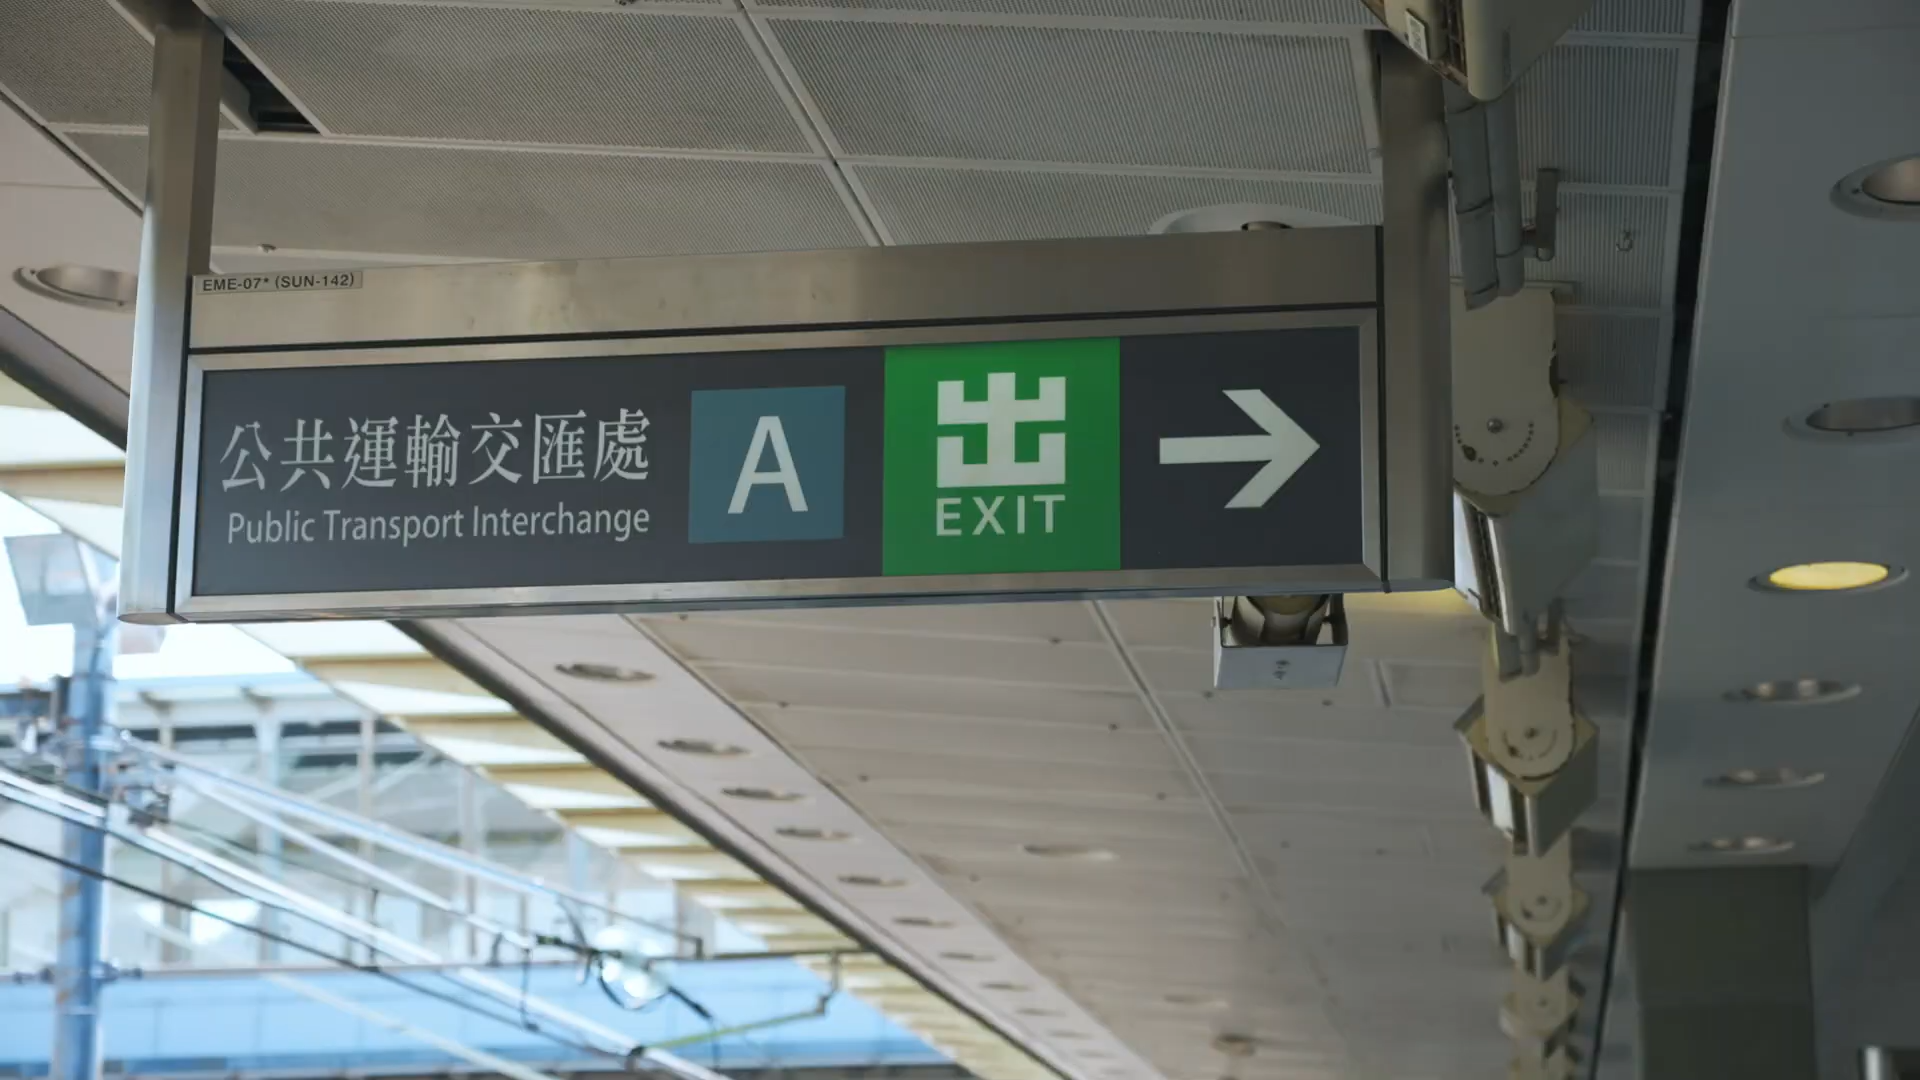 EME-07* (SUN-142)
公共運輸交匯處
Public Transport Interchange
A
出
EXIT